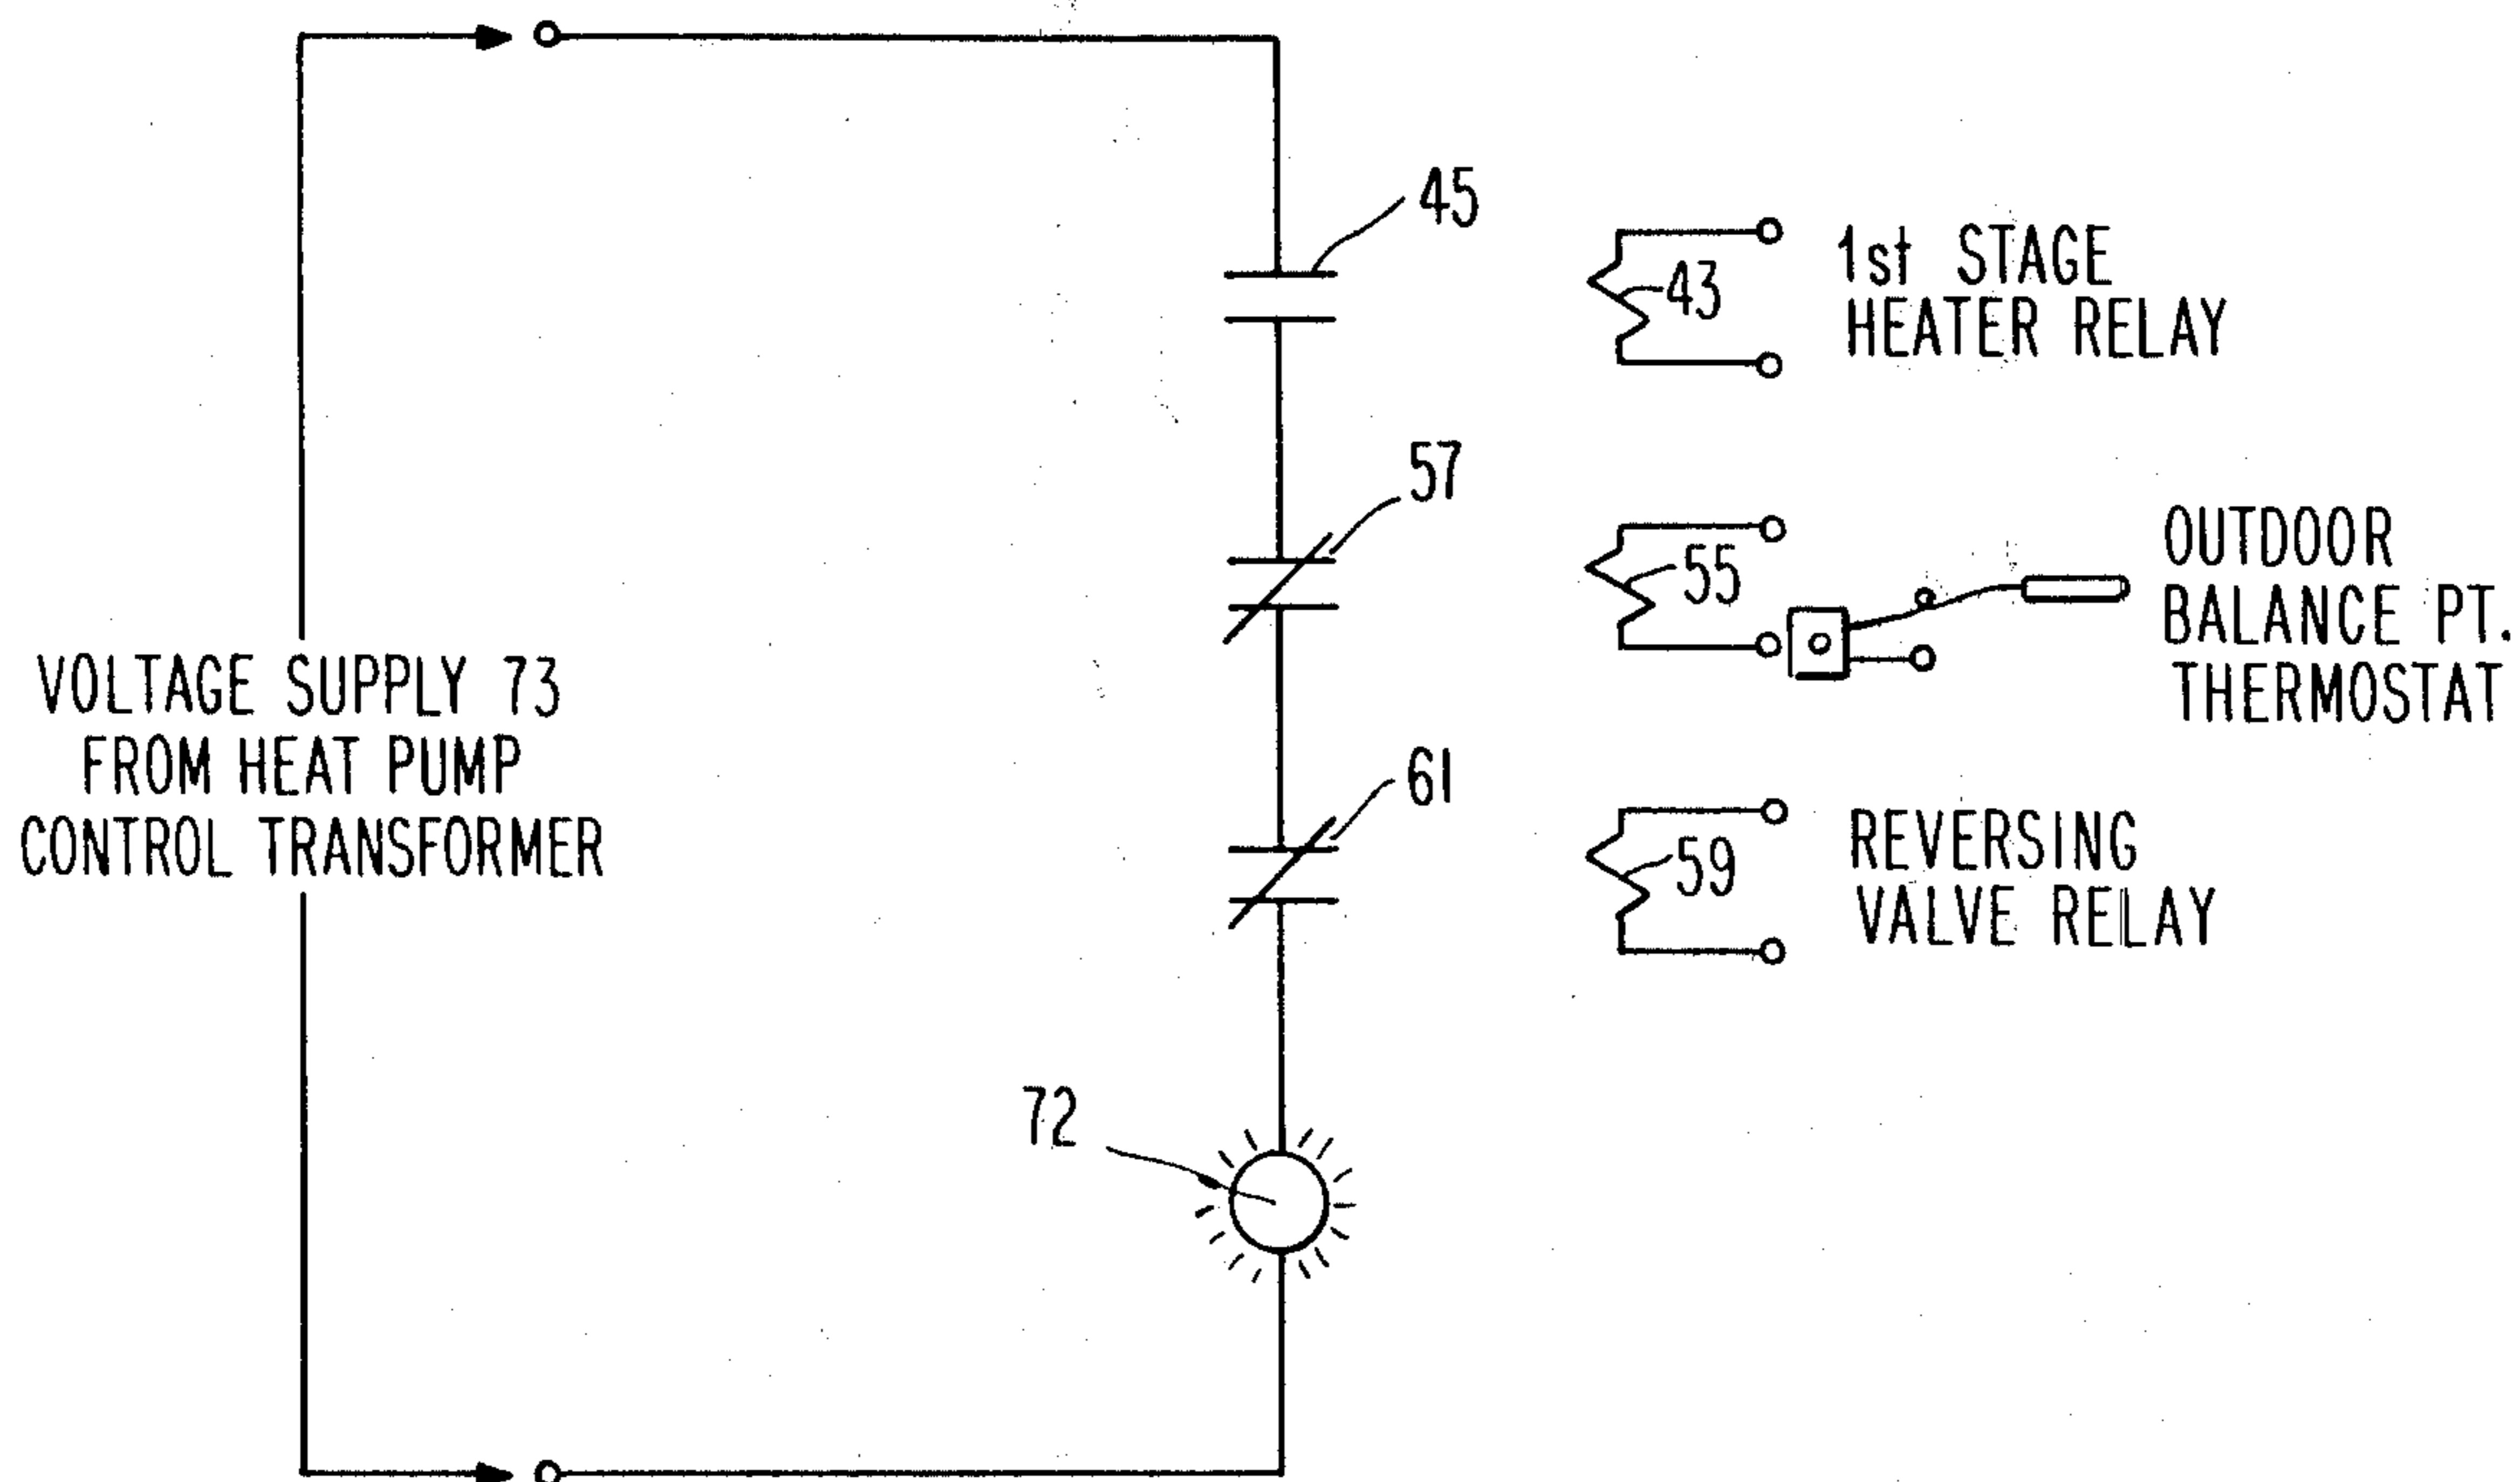 45
1st STAGE
HEATER RELAY
43
57
OUTDOOR
BALANCE PT.
THERMOSTAT
55
VOLTAGE SUPPLY 73
FROM HEAT PUMP
CONTROL TRANSFORMER
61
REVERSING
VALVE RELAY
59
72